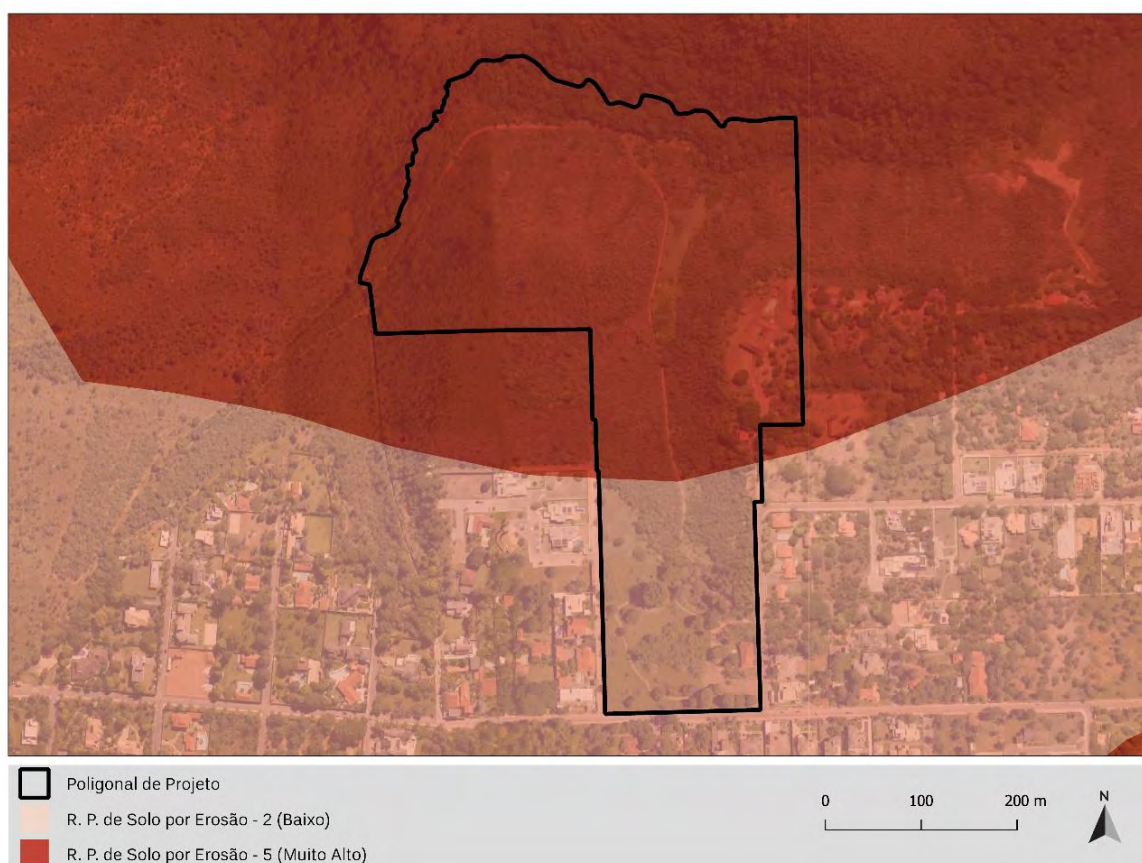 Poligonal de Projeto
R. P. de Solo por Erosão - 2 (Baixo)
R. P. de Solo por Erosão - 5 (Muito Alto)
0 100 200 m
N